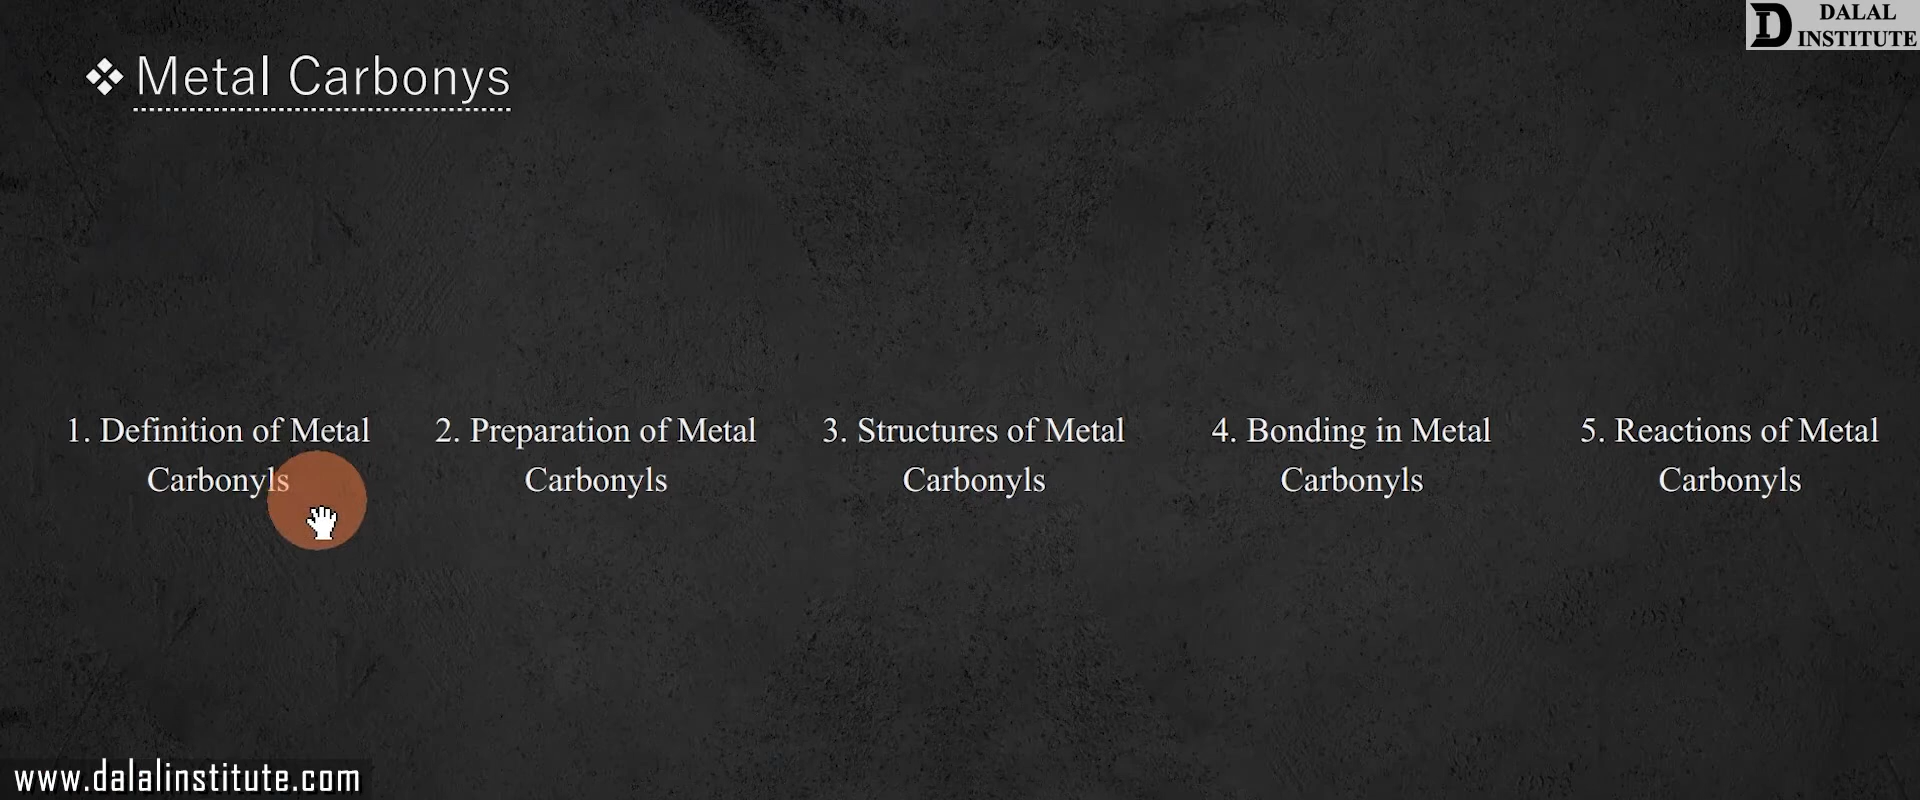 DALAL
INSTITUTE
❖ Metal Carbonys
1. Definition of Metal
Carbonyls
2. Preparation of Metal
Carbonyls
3. Structures of Metal
Carbonyls
4. Bonding in Metal
Carbonyls
5. Reactions of Metal
Carbonyls
www.dalalinstitute.com